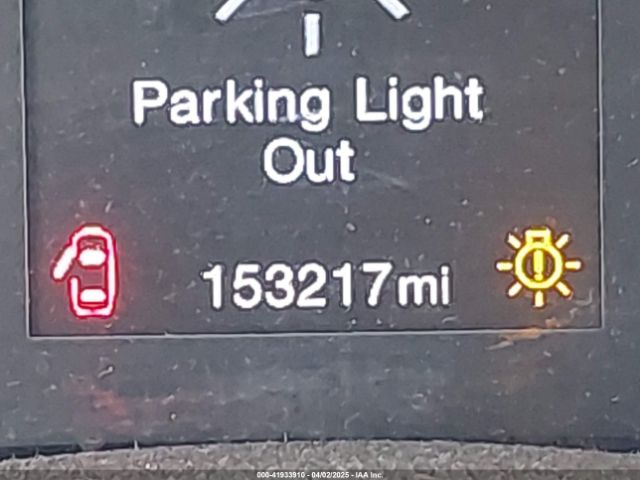 Parking Light
Out
153217mi
000-41933910 - 04/02/2025 - IAA Inc.